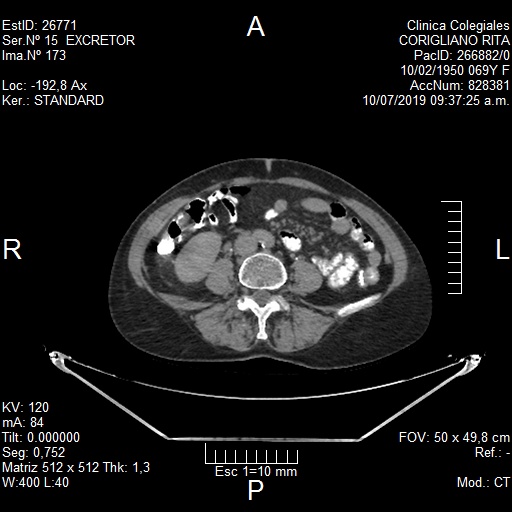 EstID: 26771
Ser.Nº 15 EXCRETOR
Ima.Nº 173
Loc: -192,8 Ax
Ker.: STANDARD
A
Clinica Colegiales
CORIGLIANO RITA
PacID: 266882/0
10/02/1950 069Y F
AccNum: 828381
10/07/2019 09:37:25 a.m.
R
L
KV: 120
mA: 84
Tilt: 0.000000
Seg: 0,752
Matriz 512 x 512 Thk: 1,3
W:400 L:40
Esc 1=10 mm
P
FOV: 50 x 49,8 cm
Ref.: -
Mod.: CT